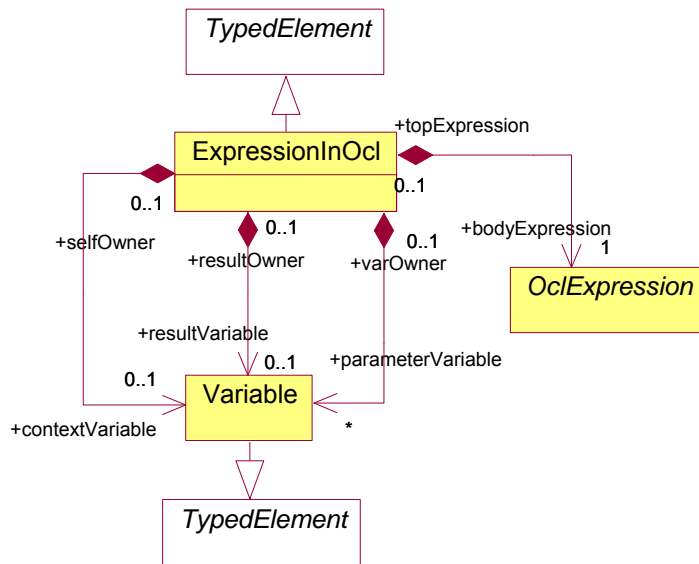 TypedElement
+topExpression
ExpressionInOcl
0..1
0..1
0..1
0..1
+selfOwner
+resultOwner
+varOwner
+bodyExpression
1
OclExpression
+resultVariable
+parameterVariable
0..1
0..1
Variable
+contextVariable
*
TypedElement